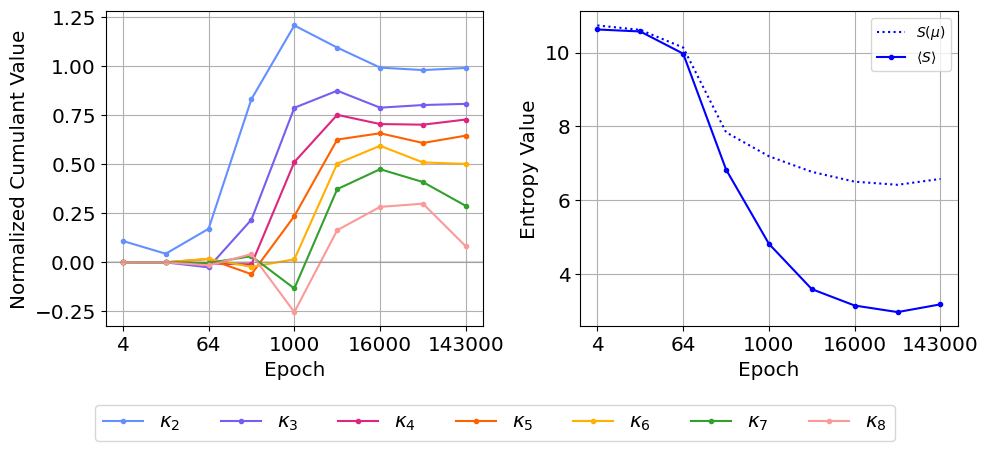 Normalized Cumulant Value
1.25
1.00
0.75
0.50
0.25
0.00
−0.25
4 64 1000 16000 143000
Epoch
Entropy Value
10
8
6
4
4 64 1000 16000 143000
Epoch
S(μ)
⟨S⟩
κ₂ κ₃ κ₄ κ₅ κ₆ κ₇ κ₈